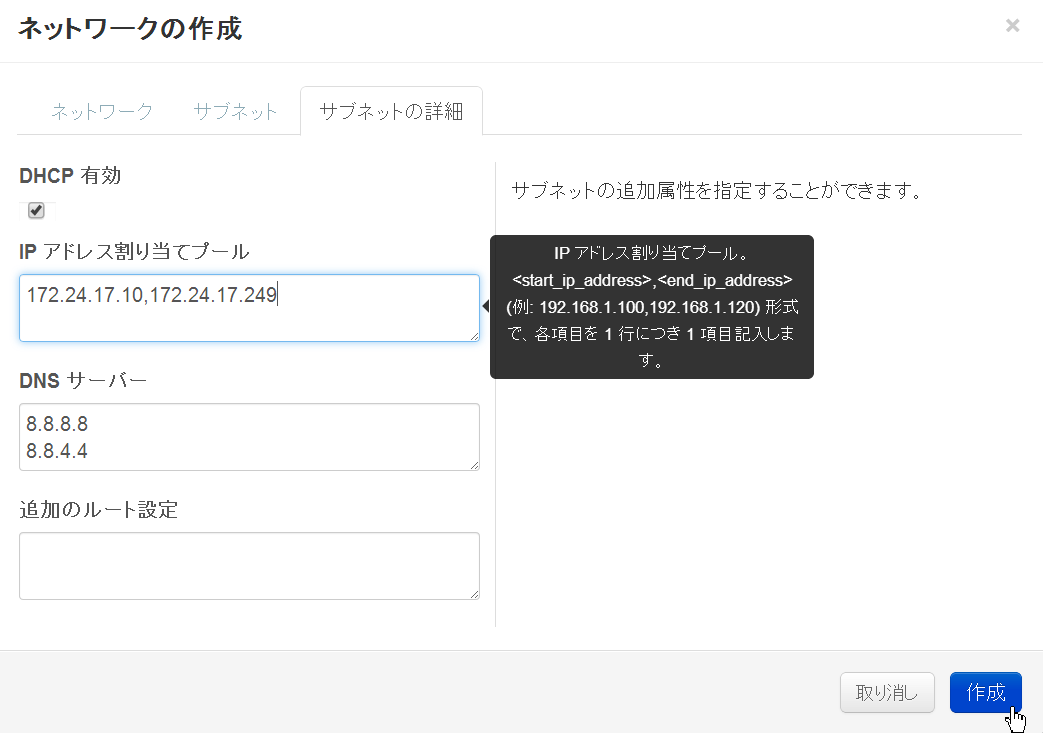 ネットワークの作成
×
ネットワーク サブネット サブネットの詳細
DHCP 有効
サブネットの追加属性を指定することができます。
IP アドレス割り当てプール
172.24.17.10,172.24.17.249
IP アドレス割り当てプール。
<start_ip_address>,<end_ip_address>
(例: 192.168.1.100,192.168.1.120) 形式
で、各項目を 1 行につき 1 項目記入しま
す。
DNS サーバー
8.8.8.8
8.8.4.4
追加のルート設定
取り消し 作成